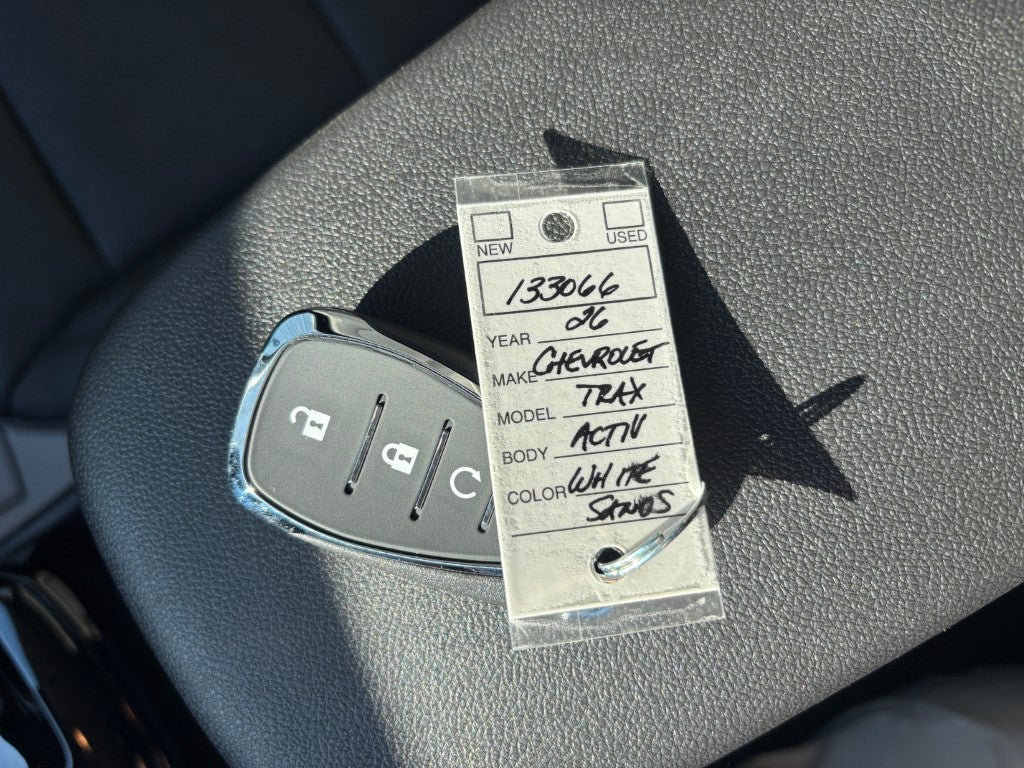 NEW USED
133066
YEAR 26
MAKE CHEVROLET
MODEL TRAX
BODY ACTIV
COLOR WHITE
SANDS